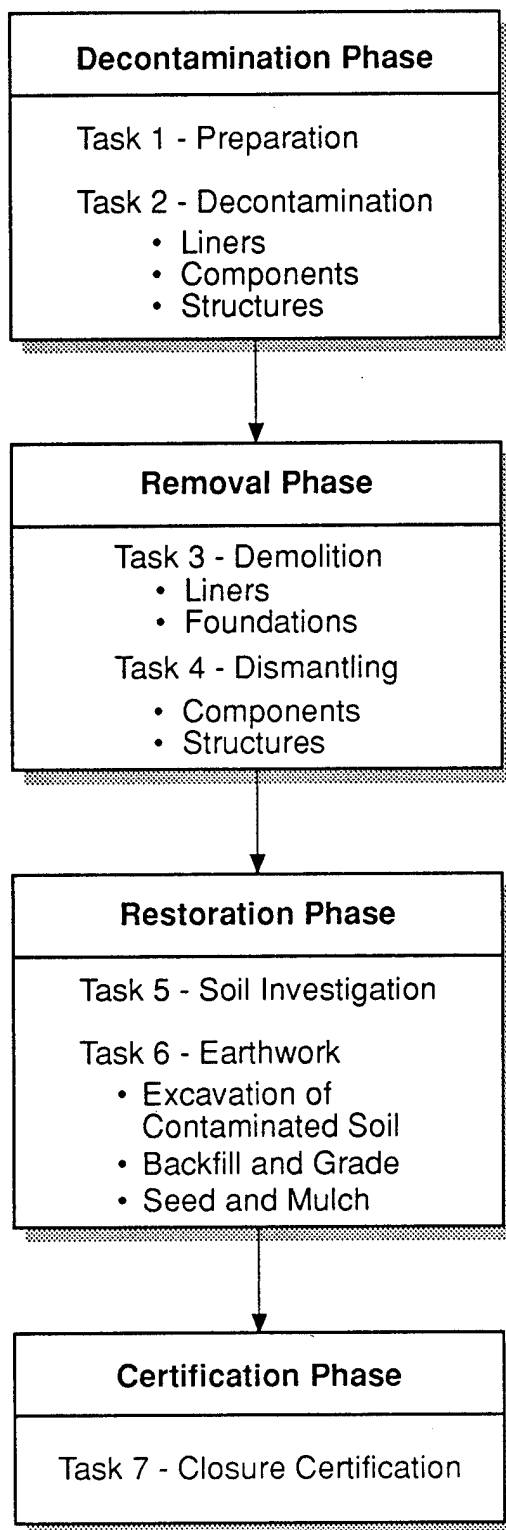 Decontamination Phase
Task 1 - Preparation
Task 2 - Decontamination
• Liners
• Components
• Structures
Removal Phase
Task 3 - Demolition
• Liners
• Foundations
Task 4 - Dismantling
• Components
• Structures
Restoration Phase
Task 5 - Soil Investigation
Task 6 - Earthwork
• Excavation of
Contaminated Soil
• Backfill and Grade
• Seed and Mulch
Certification Phase
Task 7 - Closure Certification